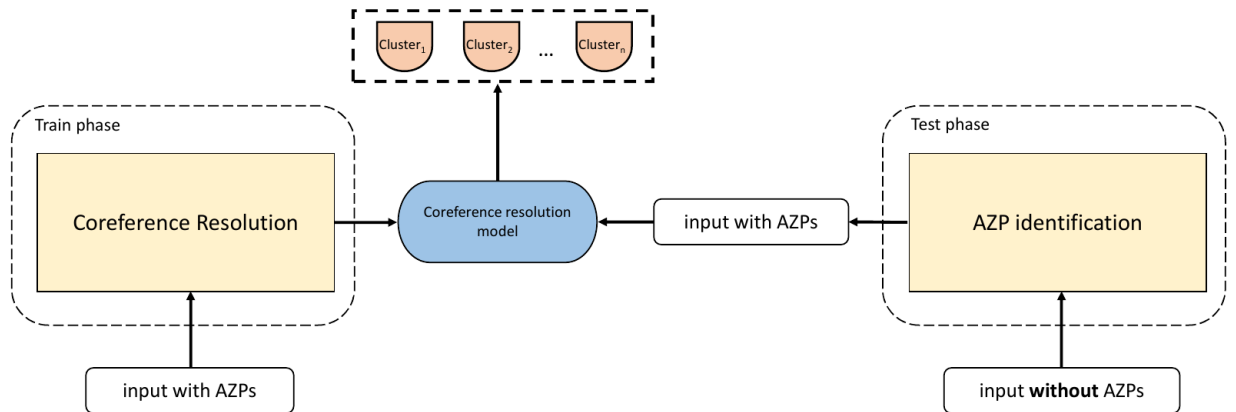 Cluster1 Cluster2 ... Clustern
Train phase
Test phase
Coreference Resolution
Coreference resolution
model
input with AZPs
AZP identification
input with AZPs
input without AZPs